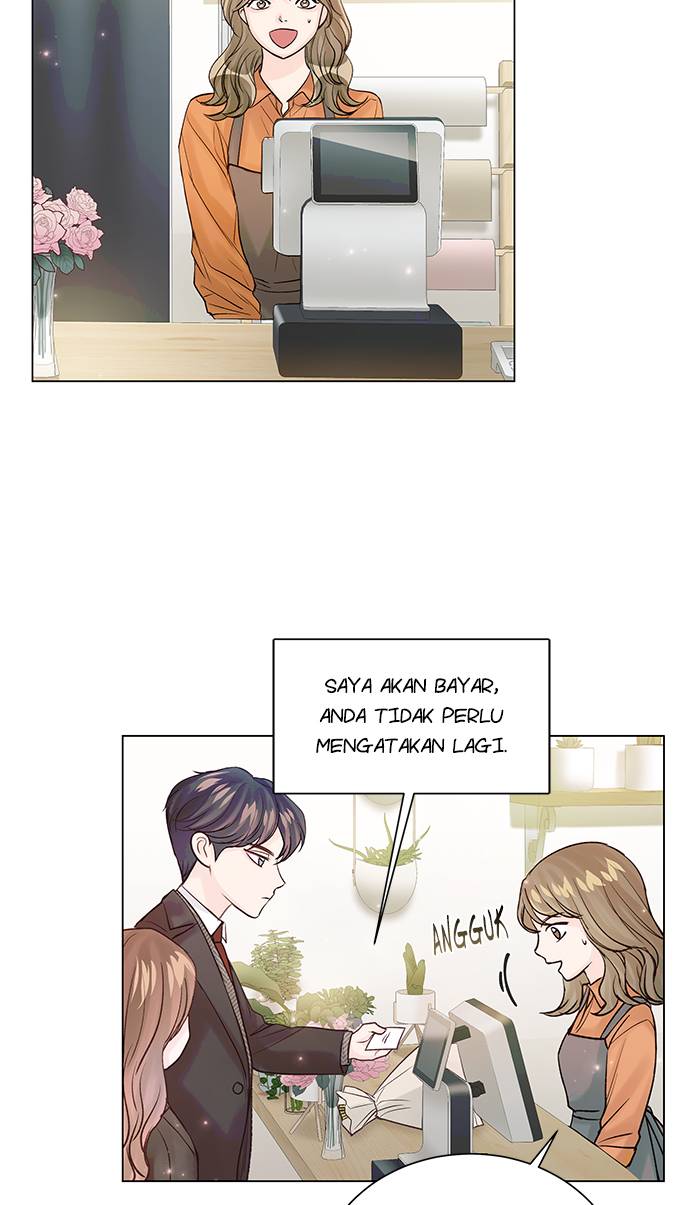 SAYA AKAN BAYAR,
ANDA TIDAK PERLU
MENGATAKAN LAGI.
ANGGUK